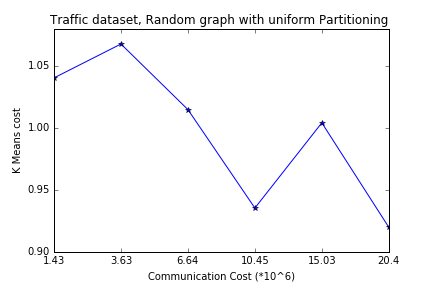 Traffic dataset, Random graph with uniform Partitioning
K Means cost
1.05
1.00
0.95
0.90
1.43 3.63 6.64 10.45 15.03 20.4
Communication Cost (*10^6)